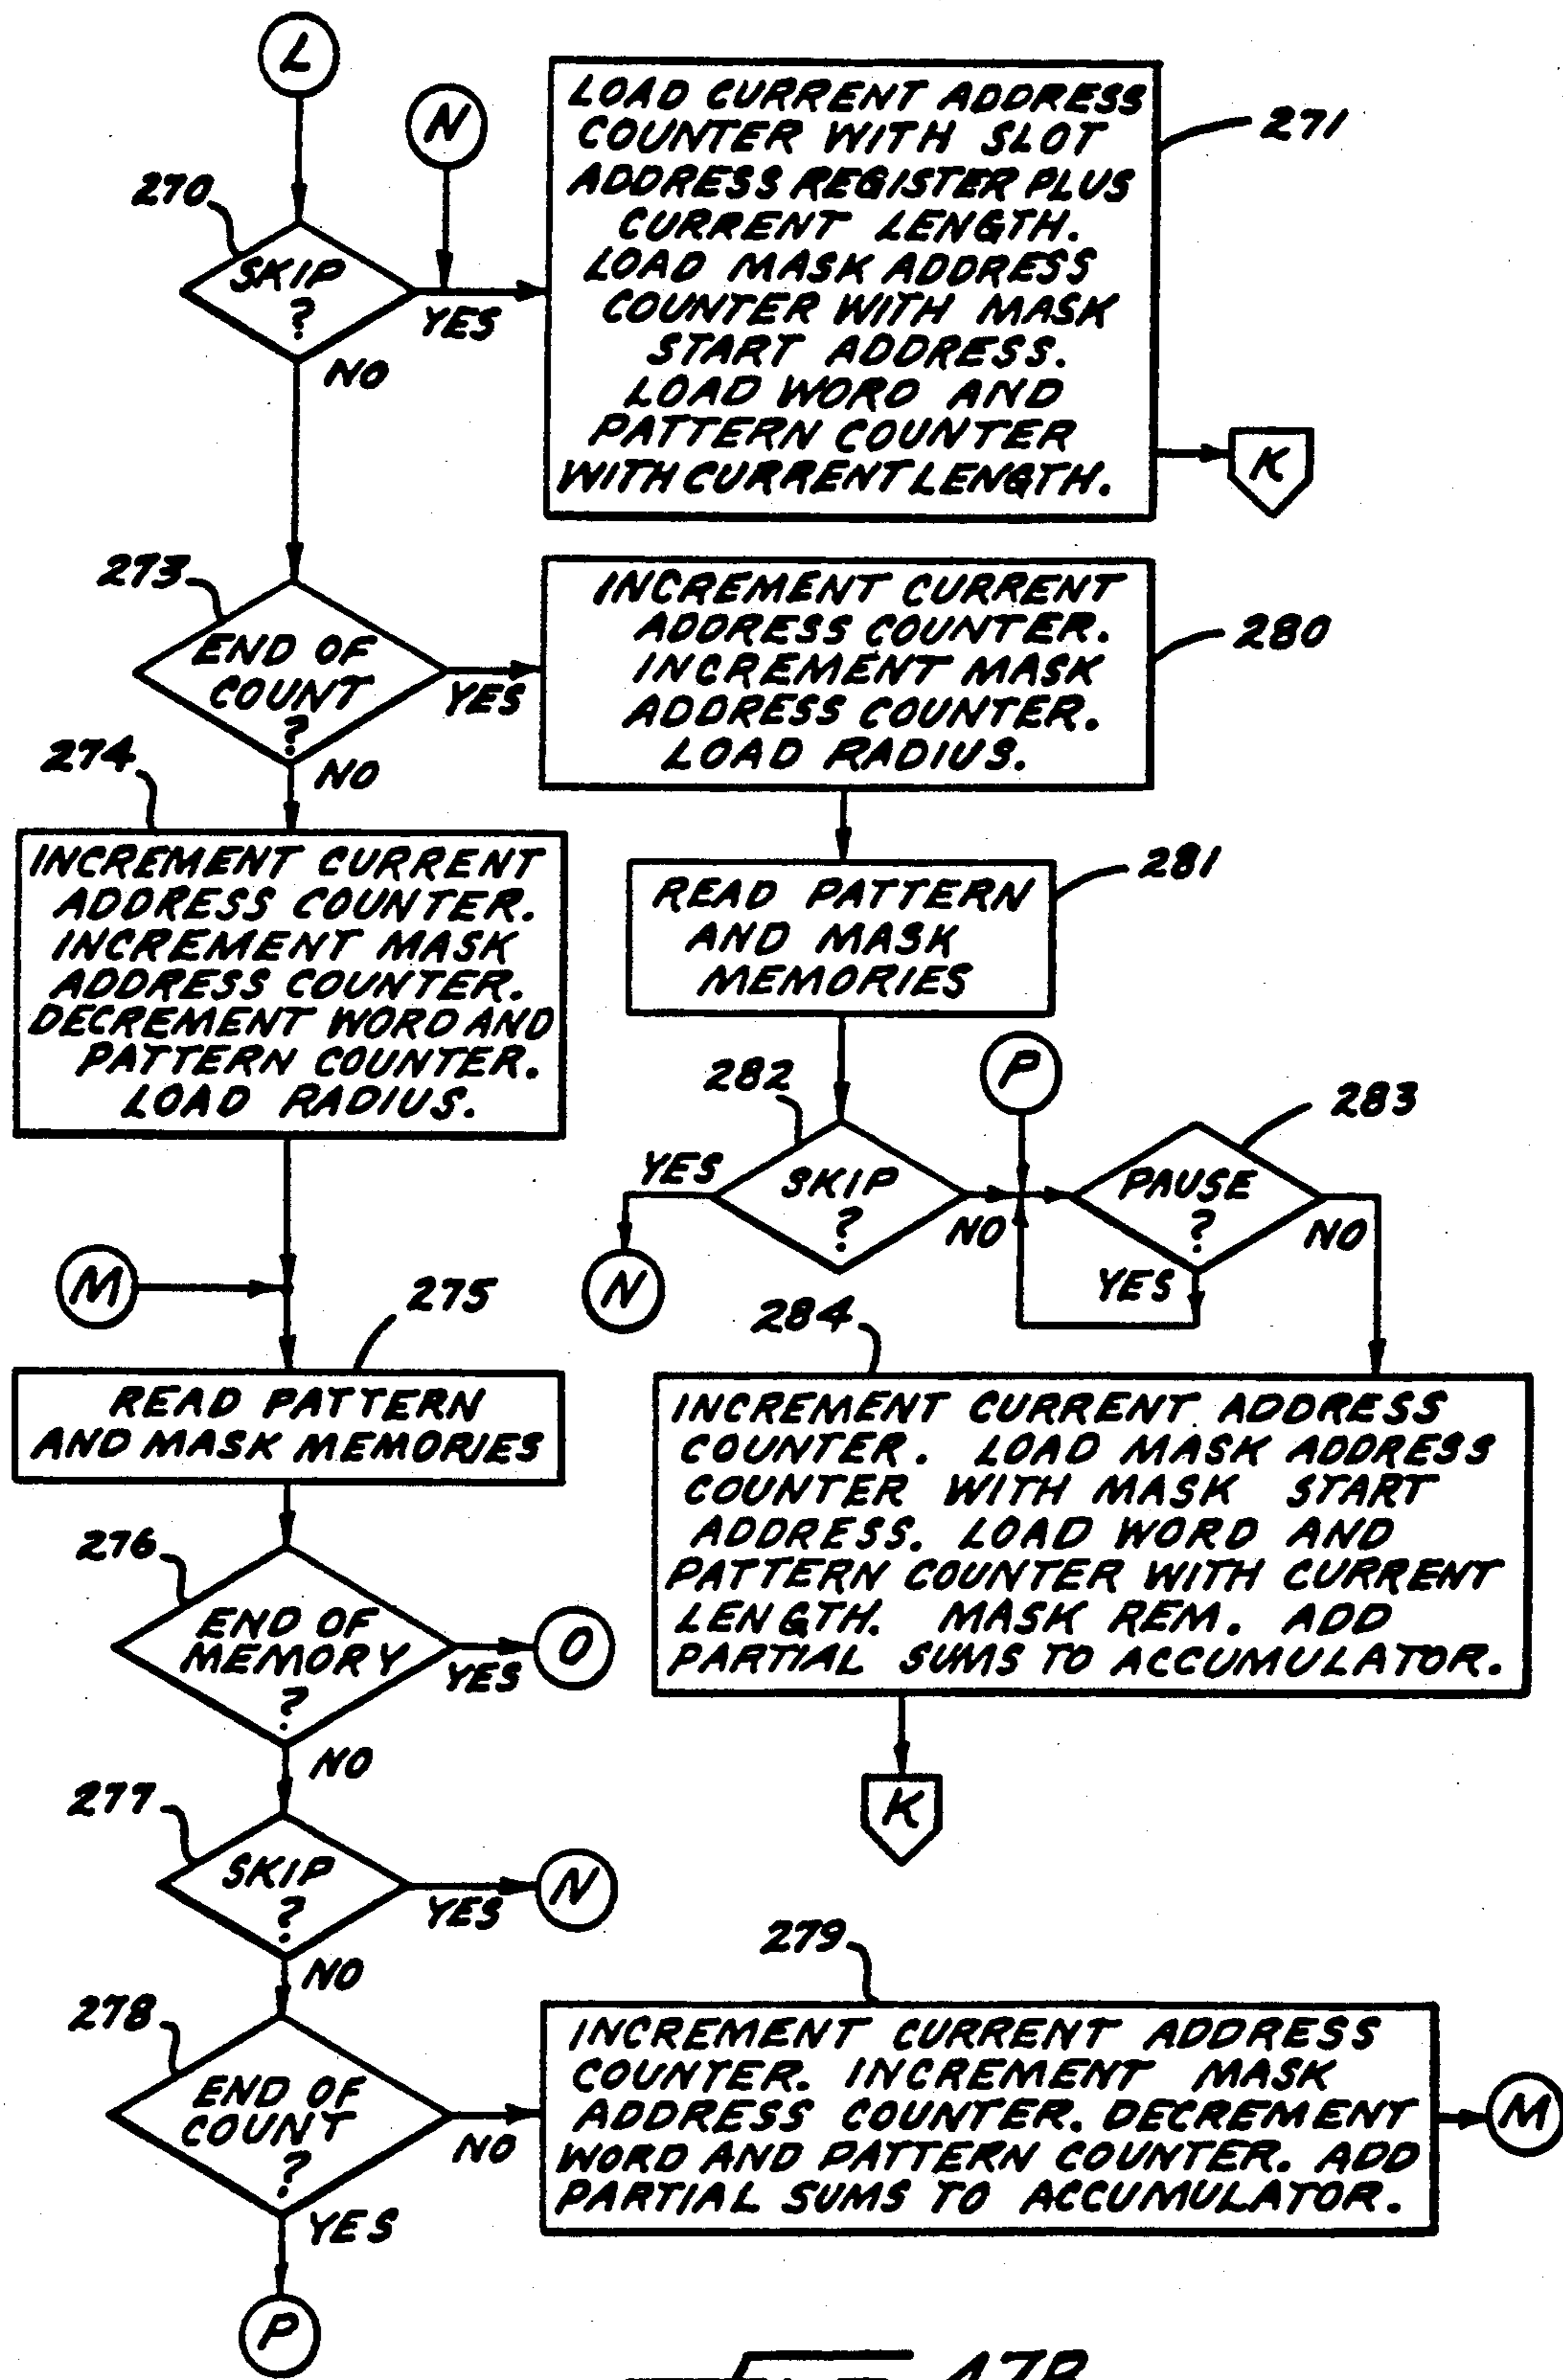 L
N
LOAD CURRENT ADDRESS
COUNTER WITH SLOT
ADDRESS REGISTER PLUS
CURRENT LENGTH.
LOAD MASK ADDRESS
COUNTER WITH MASK
START ADDRESS.
LOAD WORD AND
PATTERN COUNTER
WITH CURRENT LENGTH.
271
270
SKIP
?
YES
NO
K
273
END OF
COUNT
?
YES
NO
INCREMENT CURRENT
ADDRESS COUNTER.
INCREMENT MASK
ADDRESS COUNTER.
LOAD RADIUS.
280
274
INCREMENT CURRENT
ADDRESS COUNTER.
INCREMENT MASK
ADDRESS COUNTER.
DECREMENT WORD AND
PATTERN COUNTER.
LOAD RADIUS.
READ PATTERN
AND MASK
MEMORIES
281
282
P
283
YES
SKIP
?
NO
PAUSE
?
NO
YES
N
M
275
READ PATTERN
AND MASK MEMORIES
284
INCREMENT CURRENT ADDRESS
COUNTER. LOAD MASK ADDRESS
COUNTER WITH MASK START
ADDRESS. LOAD WORD AND
PATTERN COUNTER WITH CURRENT
LENGTH. MASK REM. ADD
PARTIAL SUMS TO ACCUMULATOR.
K
276
END OF
MEMORY
?
YES
O
NO
277
SKIP
?
YES
N
NO
278
END OF
COUNT
?
NO
YES
279
INCREMENT CURRENT ADDRESS
COUNTER. INCREMENT MASK
ADDRESS COUNTER. DECREMENT
WORD AND PATTERN COUNTER. ADD
PARTIAL SUMS TO ACCUMULATOR.
M
P